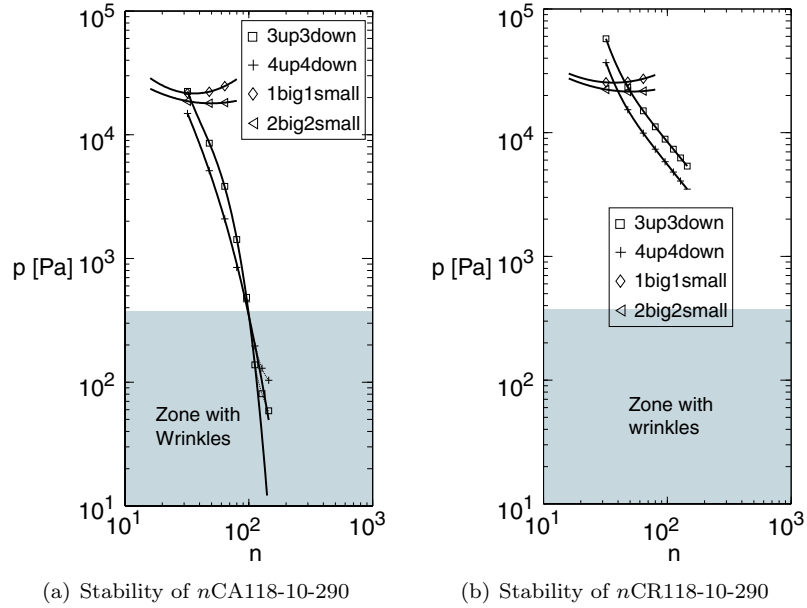 10^5
10^4
10^3
10^2
10^1
p [Pa]
3up3down
4up4down
1big1small
2big2small
Zone with
Wrinkles
10^1
10^2
10^3
n
(a) Stability of nCA118-10-290
10^5
10^4
10^3
10^2
10^1
p [Pa]
3up3down
4up4down
1big1small
2big2small
Zone with
wrinkles
10^1
10^2
10^3
n
(b) Stability of nCR118-10-290